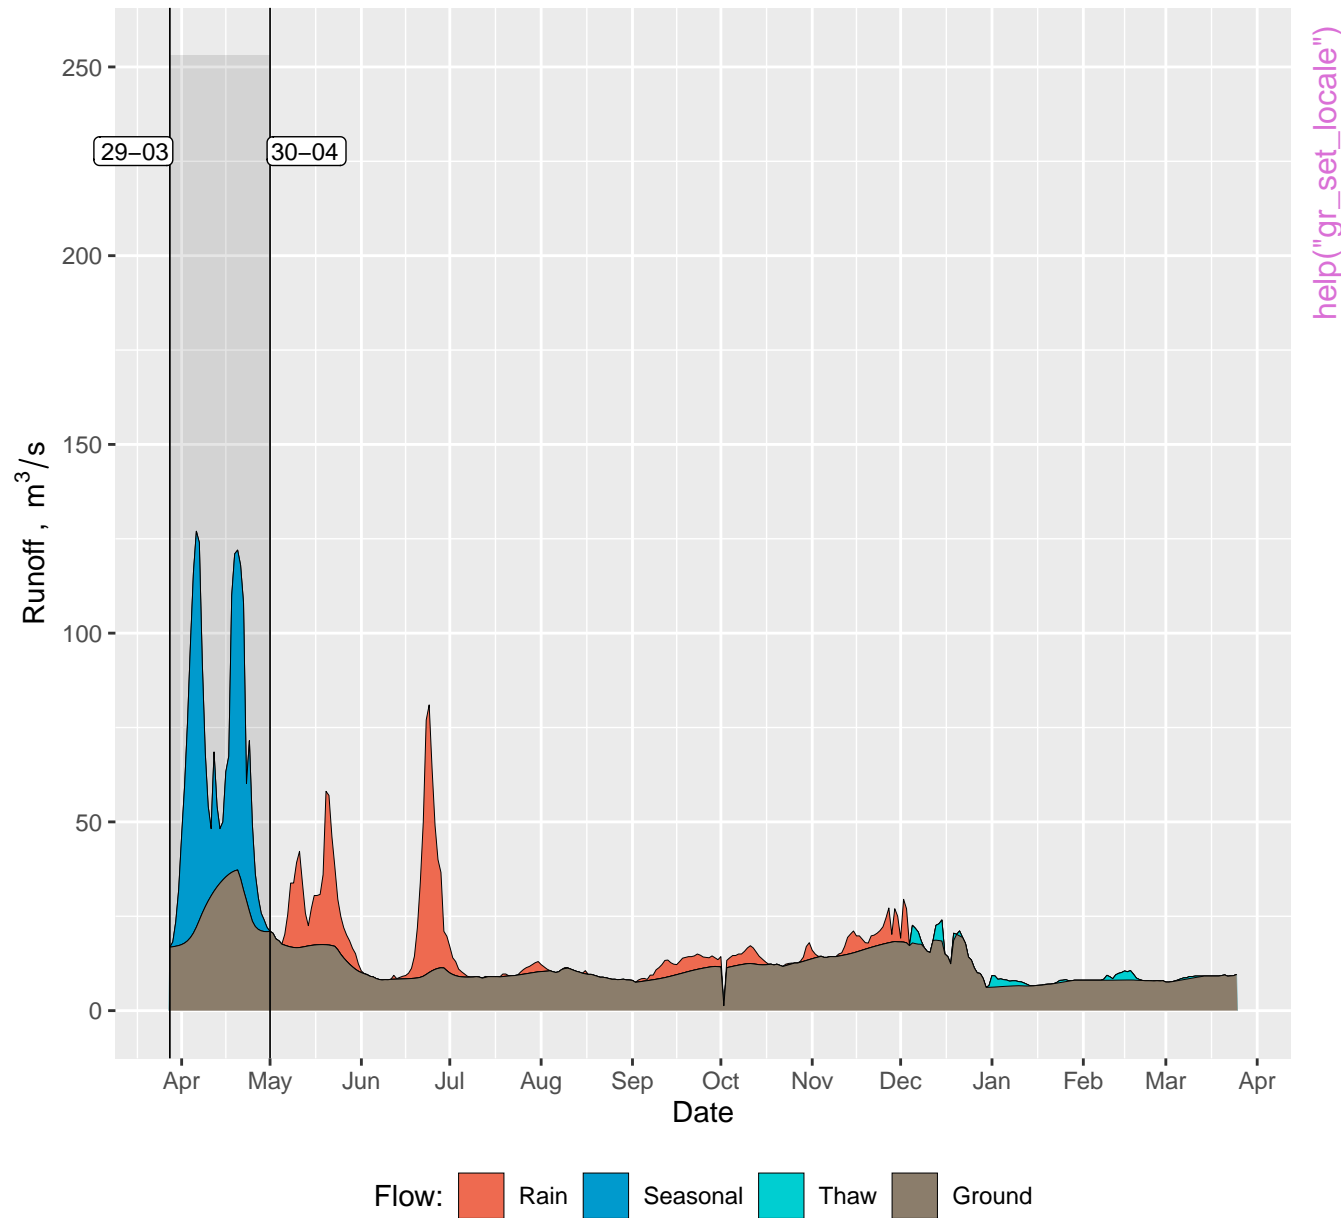 help("gr_set_locale")
250
200
150
100
50
0
29−03
30−04
Runoff , m³/s
Apr May Jun Jul Aug Sep Oct Nov Dec Jan Feb Mar Apr
Date
Flow: Rain Seasonal Thaw Ground